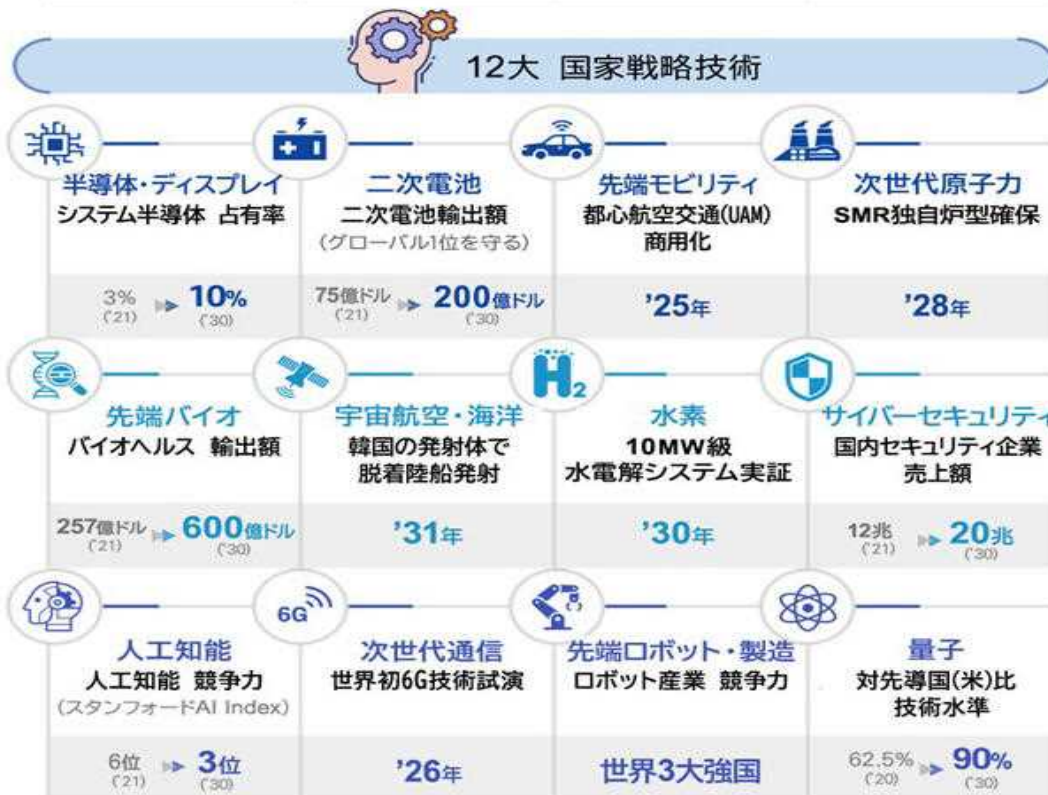 12大 国家戦略技術
半導体・ディスプレイ
システム半導体 占有率
3% ('21) 10% ('30)
二次電池
二次電池輸出額
(グローバル1位を守る)
75億ドル ('21) 200億ドル ('30)
先端モビリティ
都心航空交通(UAM)
商用化
'25年
次世代原子力
SMR独自炉型確保
'28年
先端バイオ
バイオヘルス 輸出額
257億ドル ('21) 600億ドル ('30)
宇宙航空・海洋
韓国の発射体で
脱着陸船発射
'31年
H2
水素
10MW級
水電解システム実証
'30年
サイバーセキュリティ
国内セキュリティ企業
売上額
12兆 ('21) 20兆 ('30)
人工知能
人工知能 競争力
(スタンフォードAI Index)
6位 ('21) 3位 ('30)
6G
次世代通信
世界初6G技術試演
'26年
先端ロボット・製造
ロボット産業 競争力
世界3大強国
量子
対先導国(米)比
技術水準
62.5% ('20) 90% ('30)